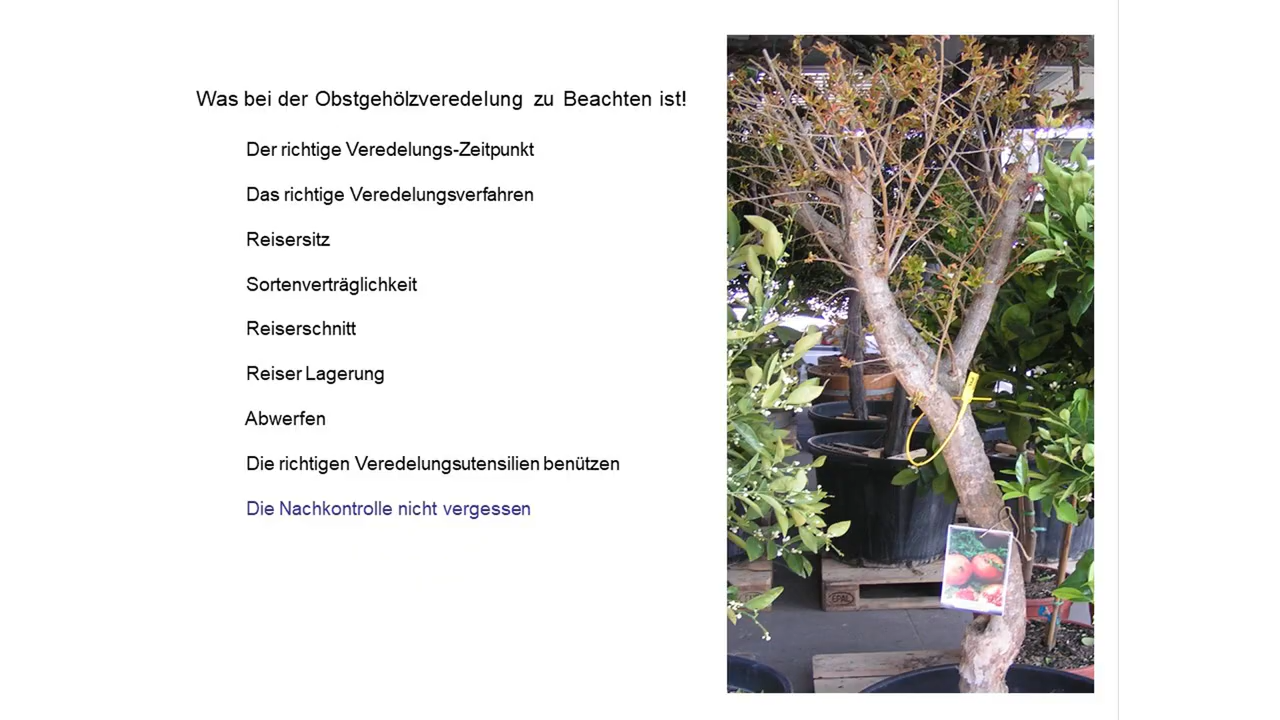 Was bei der Obstgehölzveredelung zu Beachten ist!
Der richtige Veredelungs-Zeitpunkt
Das richtige Veredelungsverfahren
Reisersitz
Sortenverträglichkeit
Reiserschnitt
Reiser Lagerung
Abwerfen
Die richtigen Veredelungsutensilien benützen
Die Nachkontrolle nicht vergessen
EPAL